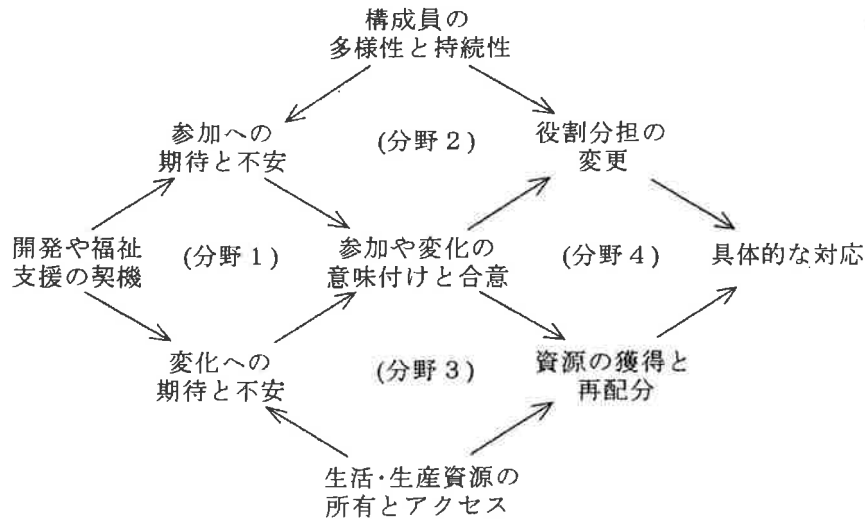 構成員の
多様性と持続性
参加への
期待と不安
(分野2)
役割分担の
変更
開発や福祉
支援の契機
(分野1)
参加や変化の
意味付けと合意
(分野4)
具体的な対応
変化への
期待と不安
(分野3)
資源の獲得と
再配分
生活･生産資源の
所有とアクセス